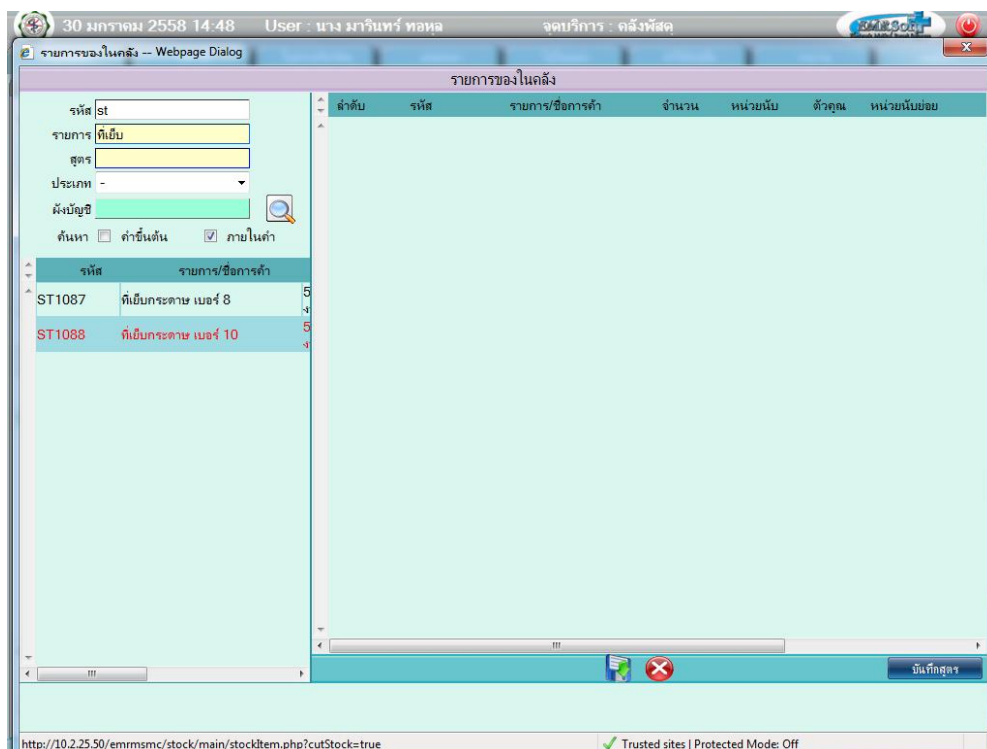 30 มกราคม 2558 14:48 User : นาง มารินทร์ ทอหุล จุดบริการ : คลังพัสดุ EMRSoft
รายการของในคลัง -- Webpage Dialog
รายการของในคลัง
รหัส st
รายการ ที่เย็บ
สูตร
ประเภท -
ผังบัญชี
ค้นหา คำขึ้นต้น ภายในคำ
รหัส รายการ/ชื่อการค้า
ST1087 ที่เย็บกระดาษ เบอร์ 8 5
ST1088 ที่เย็บกระดาษ เบอร์ 10 5
ลำดับ รหัส รายการ/ชื่อการค้า จำนวน หน่วยนับ ตัวคูณ หน่วยนับย่อย
บันทึกสูตร
http://10.2.25.50/emrmsmc/stock/main/stockItem.php?cutStock=true Trusted sites | Protected Mode: Off